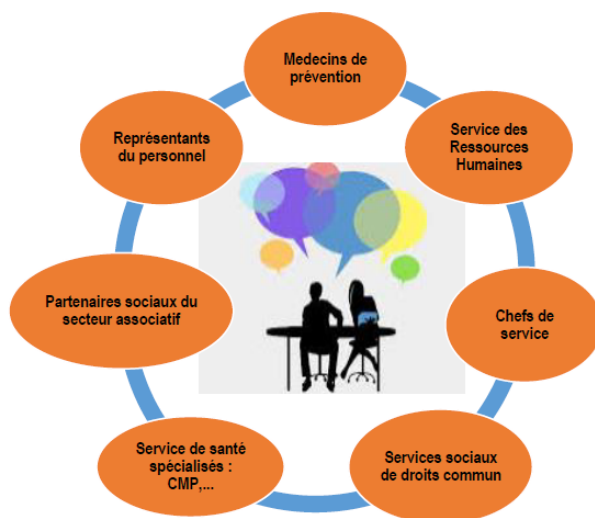 Medecins de
prévention
Service des
Ressources
Humaines
Chefs de
service
Services sociaux
de droits commun
Service de santé
spécialisés :
CMP,...
Partenaires sociaux du
secteur associatif
Représentants
du personnel